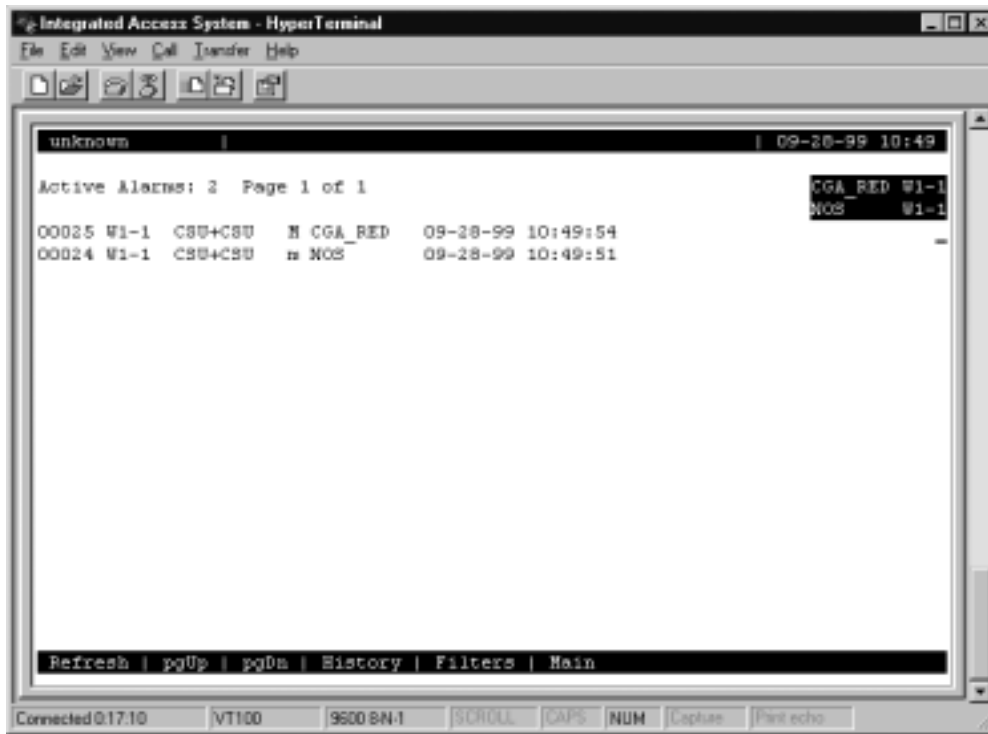 Integrated Access System - HyperTerminal
File Edit View Call Transfer Help
unknown | | 09-28-99 10:49
Active Alarms: 2 Page 1 of 1 CGA_RED W1-1
NOS W1-1
00025 W1-1 CSU+CSU M CGA_RED 09-28-99 10:49:54
00024 W1-1 CSU+CSU m NOS 09-28-99 10:49:51
Refresh | pgUp | pgDn | History | Filters | Main
Connected 0:17:10 VT100 9600 8-N-1 SCROLL CAPS NUM Capture Print echo